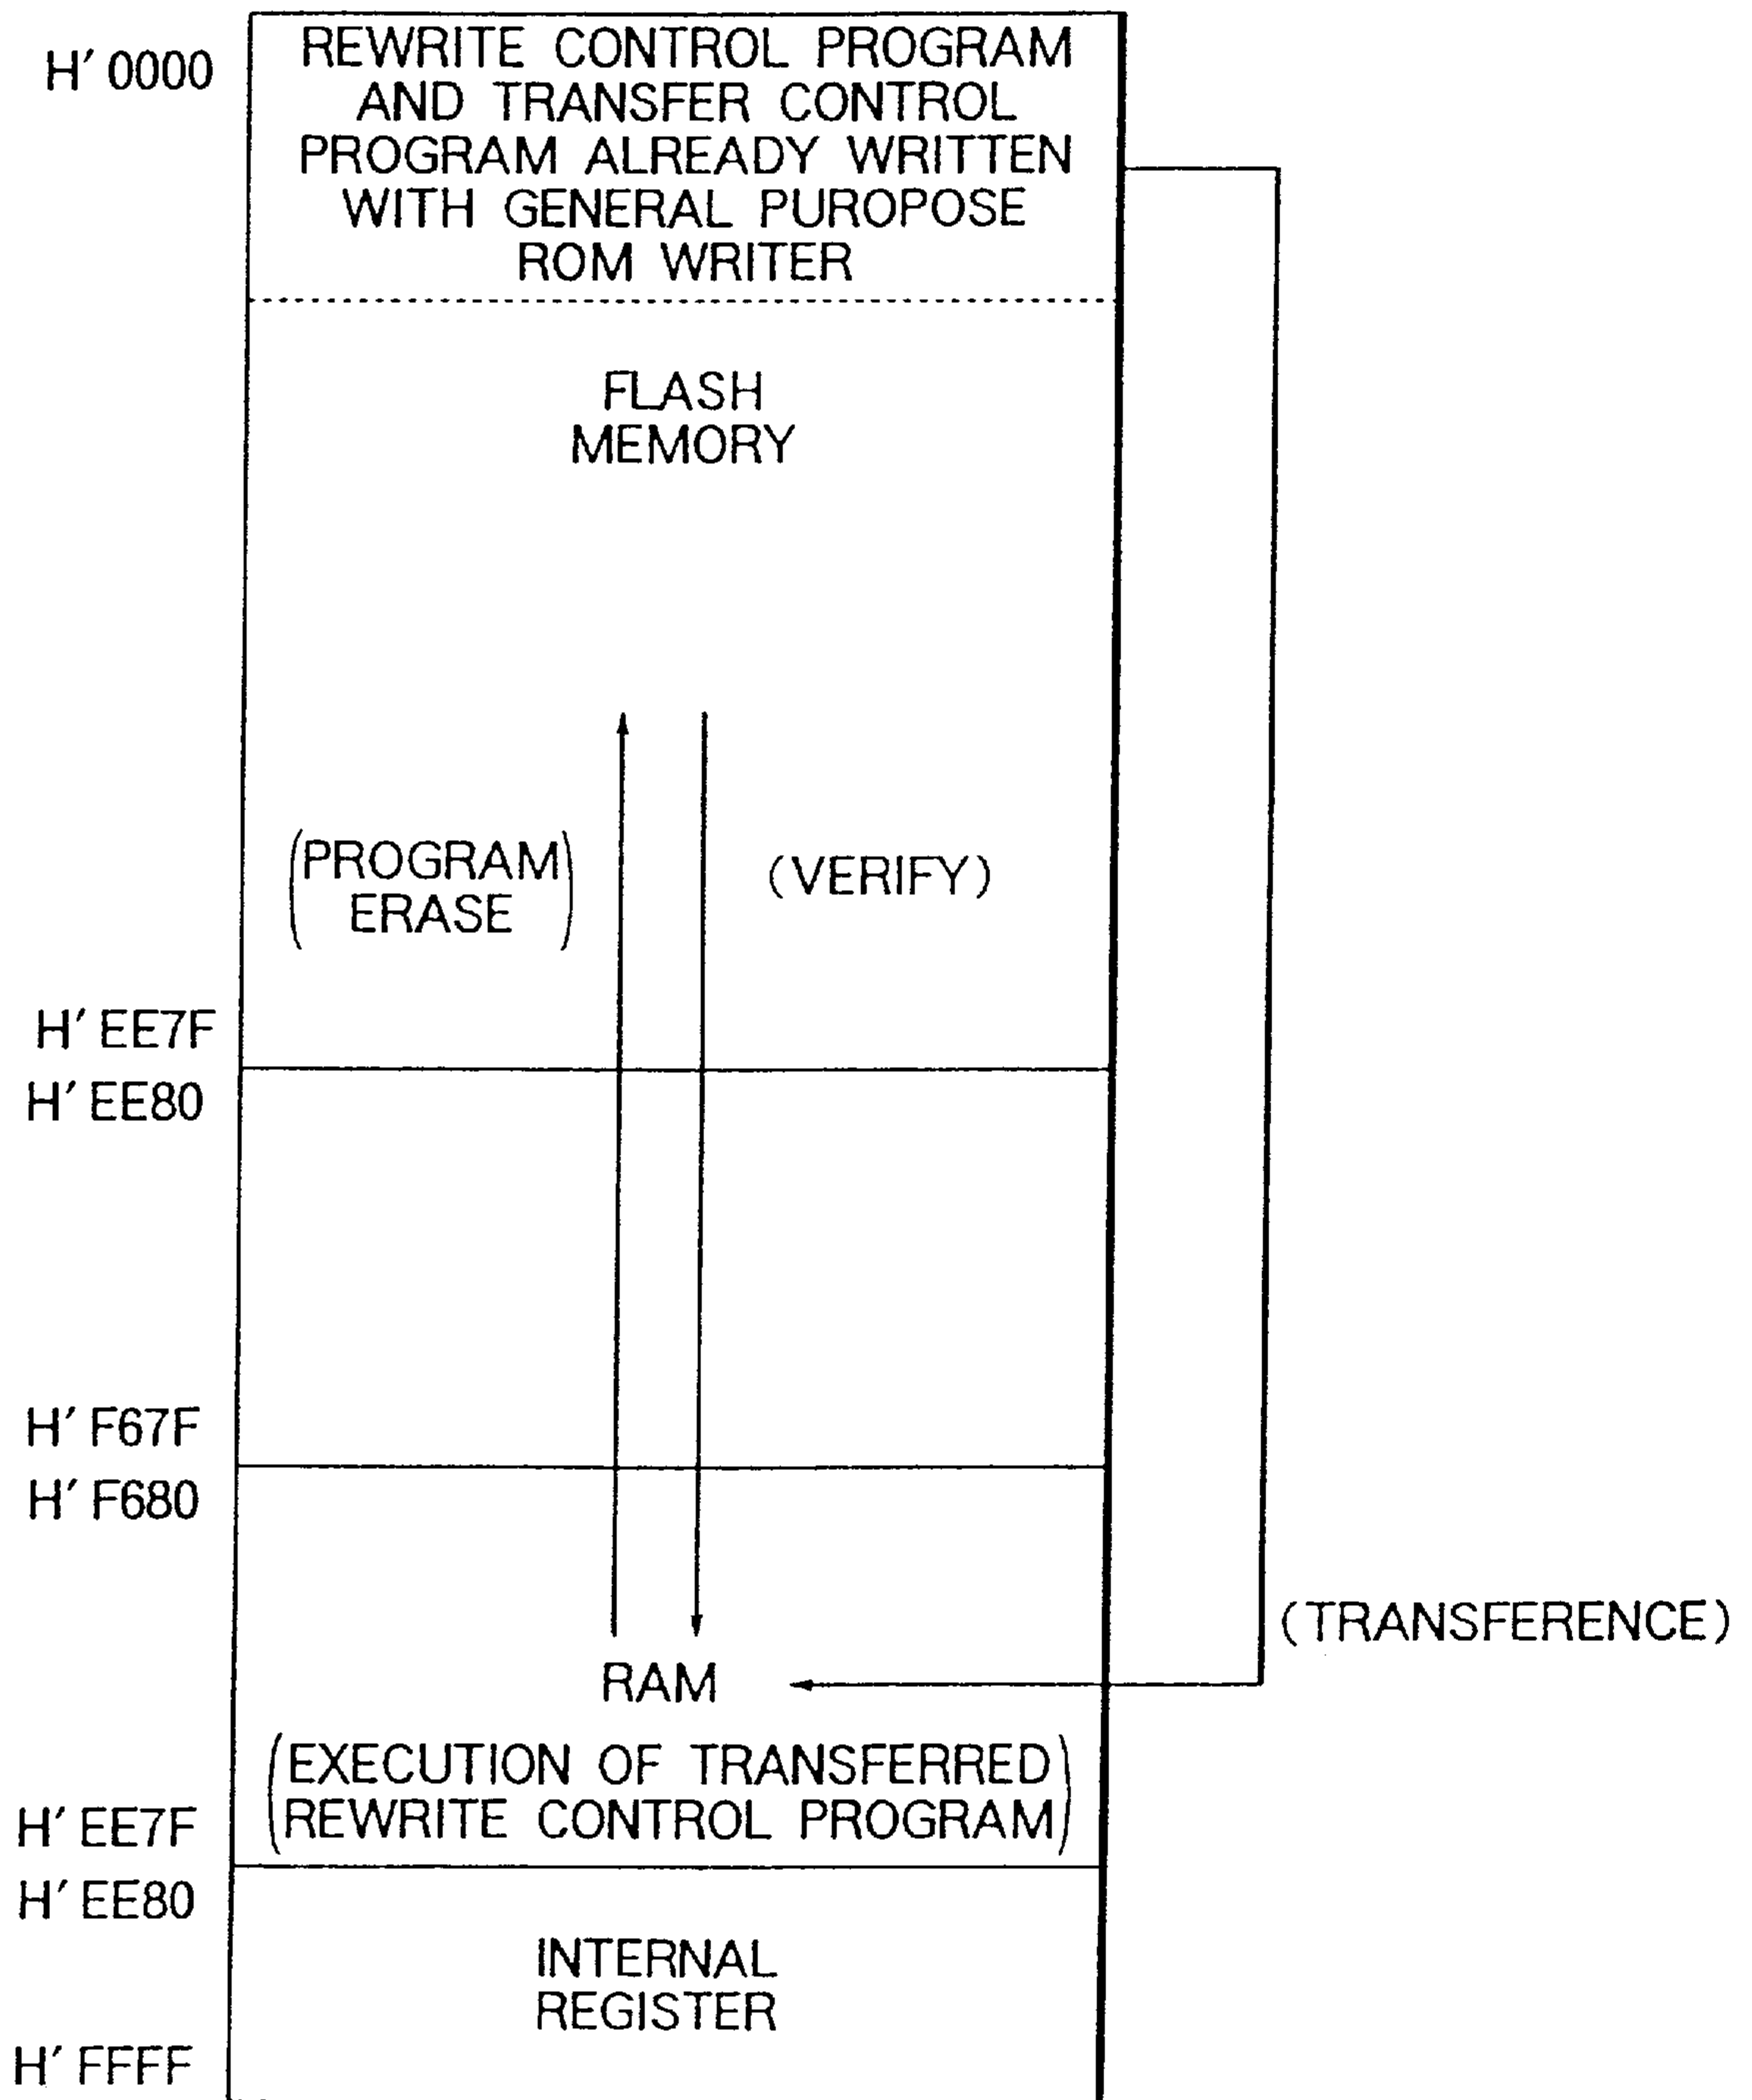 H' 0000
REWRITE CONTROL PROGRAM
AND TRANSFER CONTROL
PROGRAM ALREADY WRITTEN
WITH GENERAL PUROPOSE
ROM WRITER
FLASH
MEMORY
(PROGRAM
ERASE)
(VERIFY)
H' EE7F
H' EE80
H' F67F
H' F680
(TRANSFERENCE)
RAM
(EXECUTION OF TRANSFERRED
REWRITE CONTROL PROGRAM)
H' EE7F
H' EE80
INTERNAL
REGISTER
H' FFFF